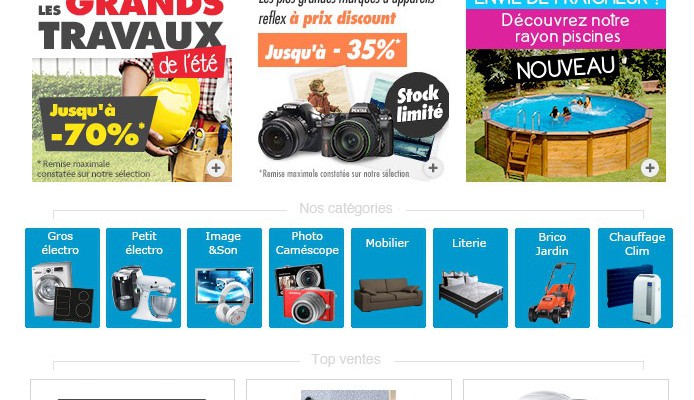 LES GRANDS
TRAVAUX
de l'été
Jusqu'à
-70%*
* Remise maximale
constatée sur notre sélection
Les plus grandes marques d'appareils
reflex à prix discount
Jusqu'à - 35%*
Stock
limité
*Remise maximale constatée sur notre sélection
ENVIE DE FRAÎCHEUR !
Découvrez notre
rayon piscines
NOUVEAU
Nos catégories
Gros
électro
Petit
électro
Image
&Son
Photo
Caméscope
Mobilier
Literie
Brico
Jardin
Chauffage
Clim
Top ventes